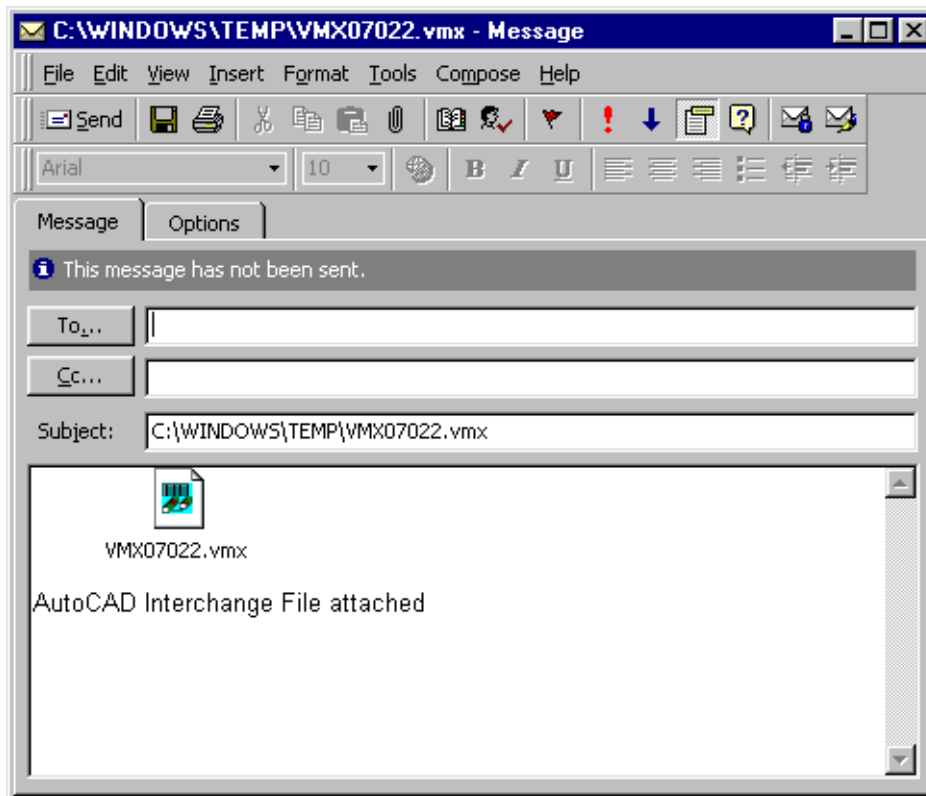 C:\WINDOWS\TEMP\VMX07022.vmx - Message
File Edit View Insert Format Tools Compose Help
Send
Arial 10 B I U
Message Options
This message has not been sent.
To...
Cc...
Subject: C:\WINDOWS\TEMP\VMX07022.vmx
VMX07022.vmx
AutoCAD Interchange File attached